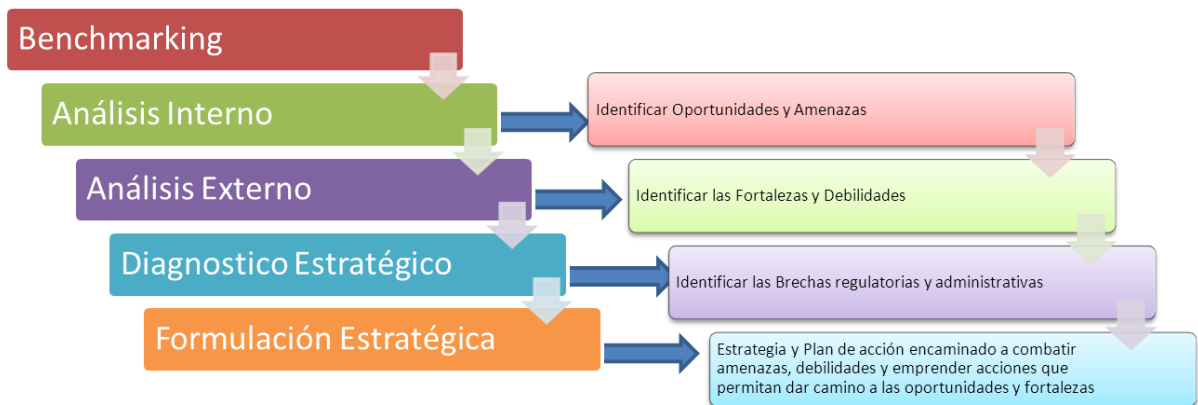 Benchmarking
Análisis Interno
Identificar Oportunidades y Amenazas
Análisis Externo
Identificar las Fortalezas y Debilidades
Diagnostico Estratégico
Identificar las Brechas regulatorias y administrativas
Formulación Estratégica
Estrategia y Plan de acción encaminado a combatir
amenazas, debilidades y emprender acciones que
permitan dar camino a las oportunidades y fortalezas